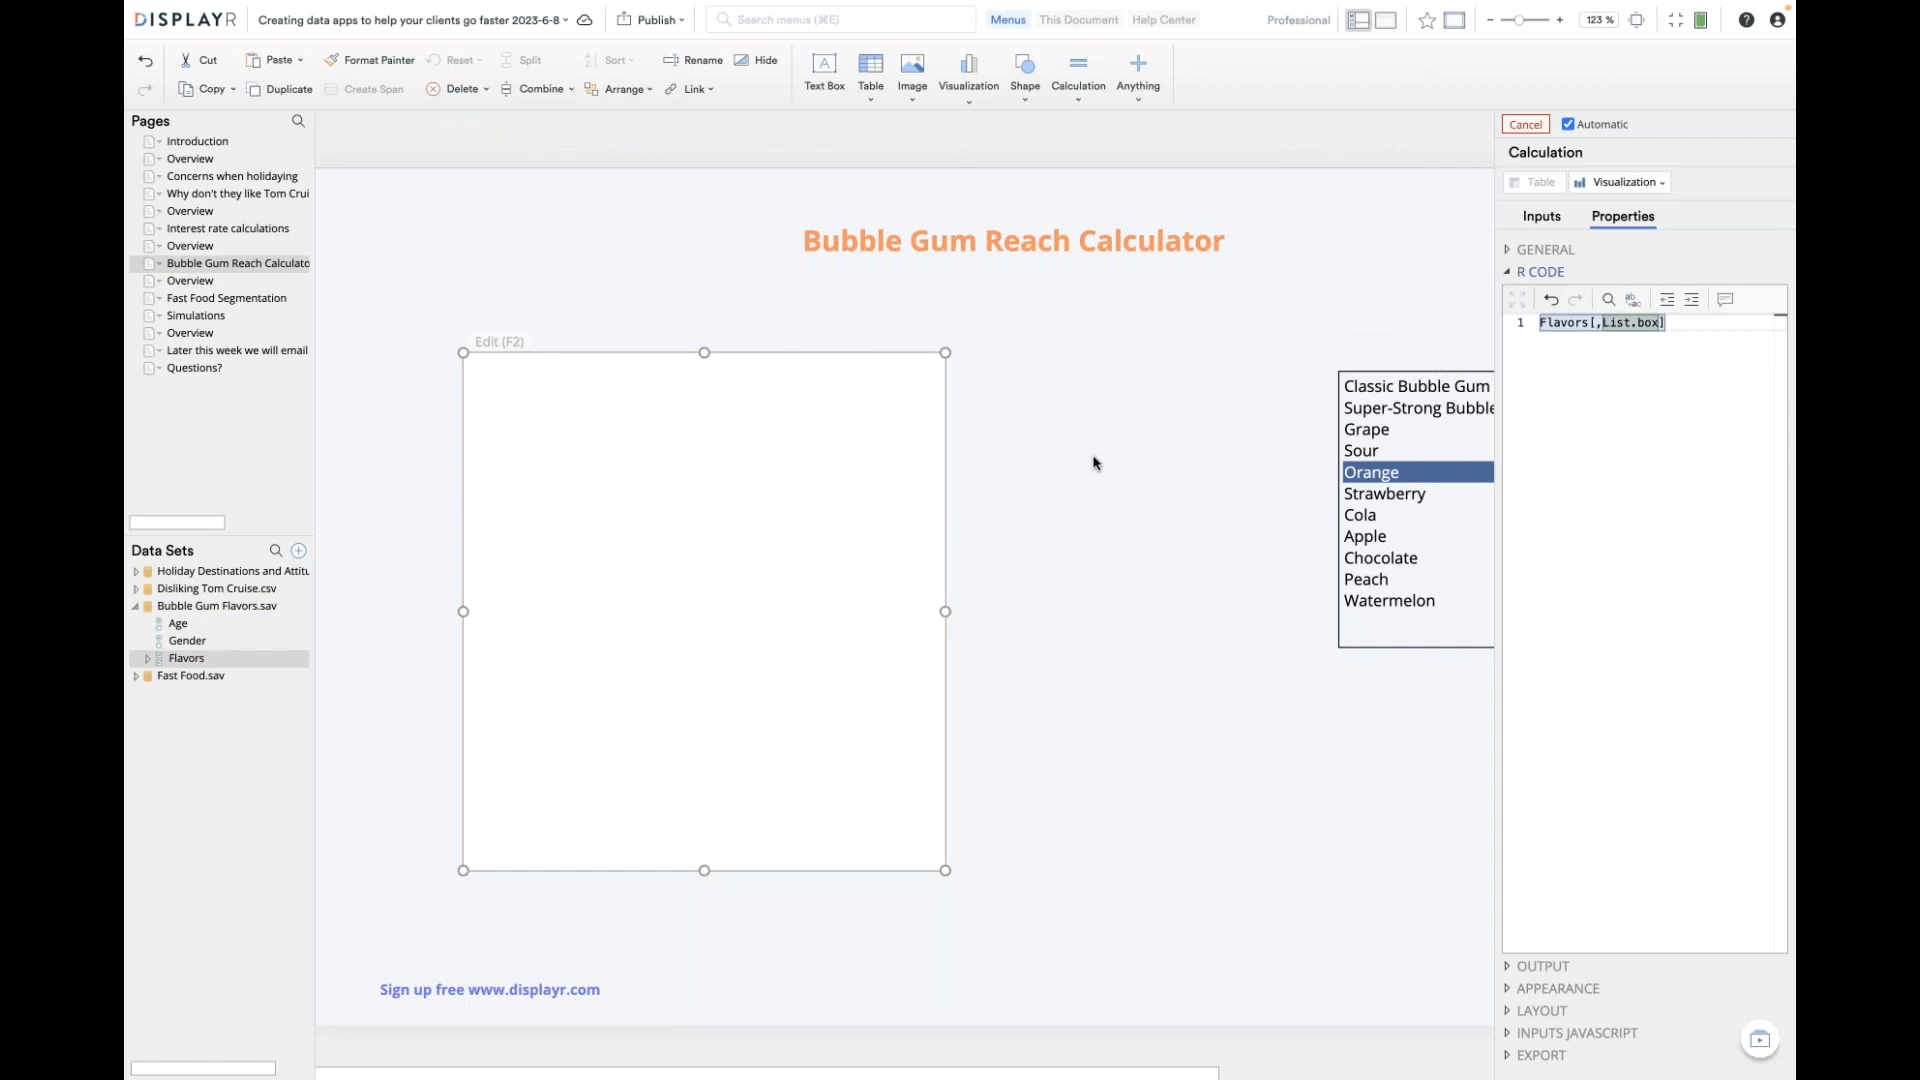 DISPLAYR
Creating data apps to help your clients go faster 2023-6-8
Publish
Search menus (⌘E)
Menus
This Document
Help Center
Professional
123 %
Cut
Paste
Format Painter
Reset
Split
Sort
Rename
Hide
Copy
Duplicate
Create Span
Delete
Combine
Arrange
Link
Text Box
Table
Image
Visualization
Shape
Calculation
Anything
Pages
Introduction
Overview
Concerns when holidaying
Why don't they like Tom Crui
Overview
Interest rate calculations
Overview
Bubble Gum Reach Calculato
Overview
Fast Food Segmentation
Simulations
Overview
Later this week we will email
Questions?
Data Sets
Holiday Destinations and Attitu
Disliking Tom Cruise.csv
Bubble Gum Flavors.sav
Age
Gender
Flavors
Fast Food.sav
Bubble Gum Reach Calculator
Edit (F2)
Classic Bubble Gum
Super-Strong Bubble
Grape
Sour
Orange
Strawberry
Cola
Apple
Chocolate
Peach
Watermelon
Sign up free www.displayr.com
Cancel
Automatic
Calculation
Table
Visualization
Inputs
Properties
GENERAL
R CODE
1 Flavors[,List.box]
OUTPUT
APPEARANCE
LAYOUT
INPUTS JAVASCRIPT
EXPORT